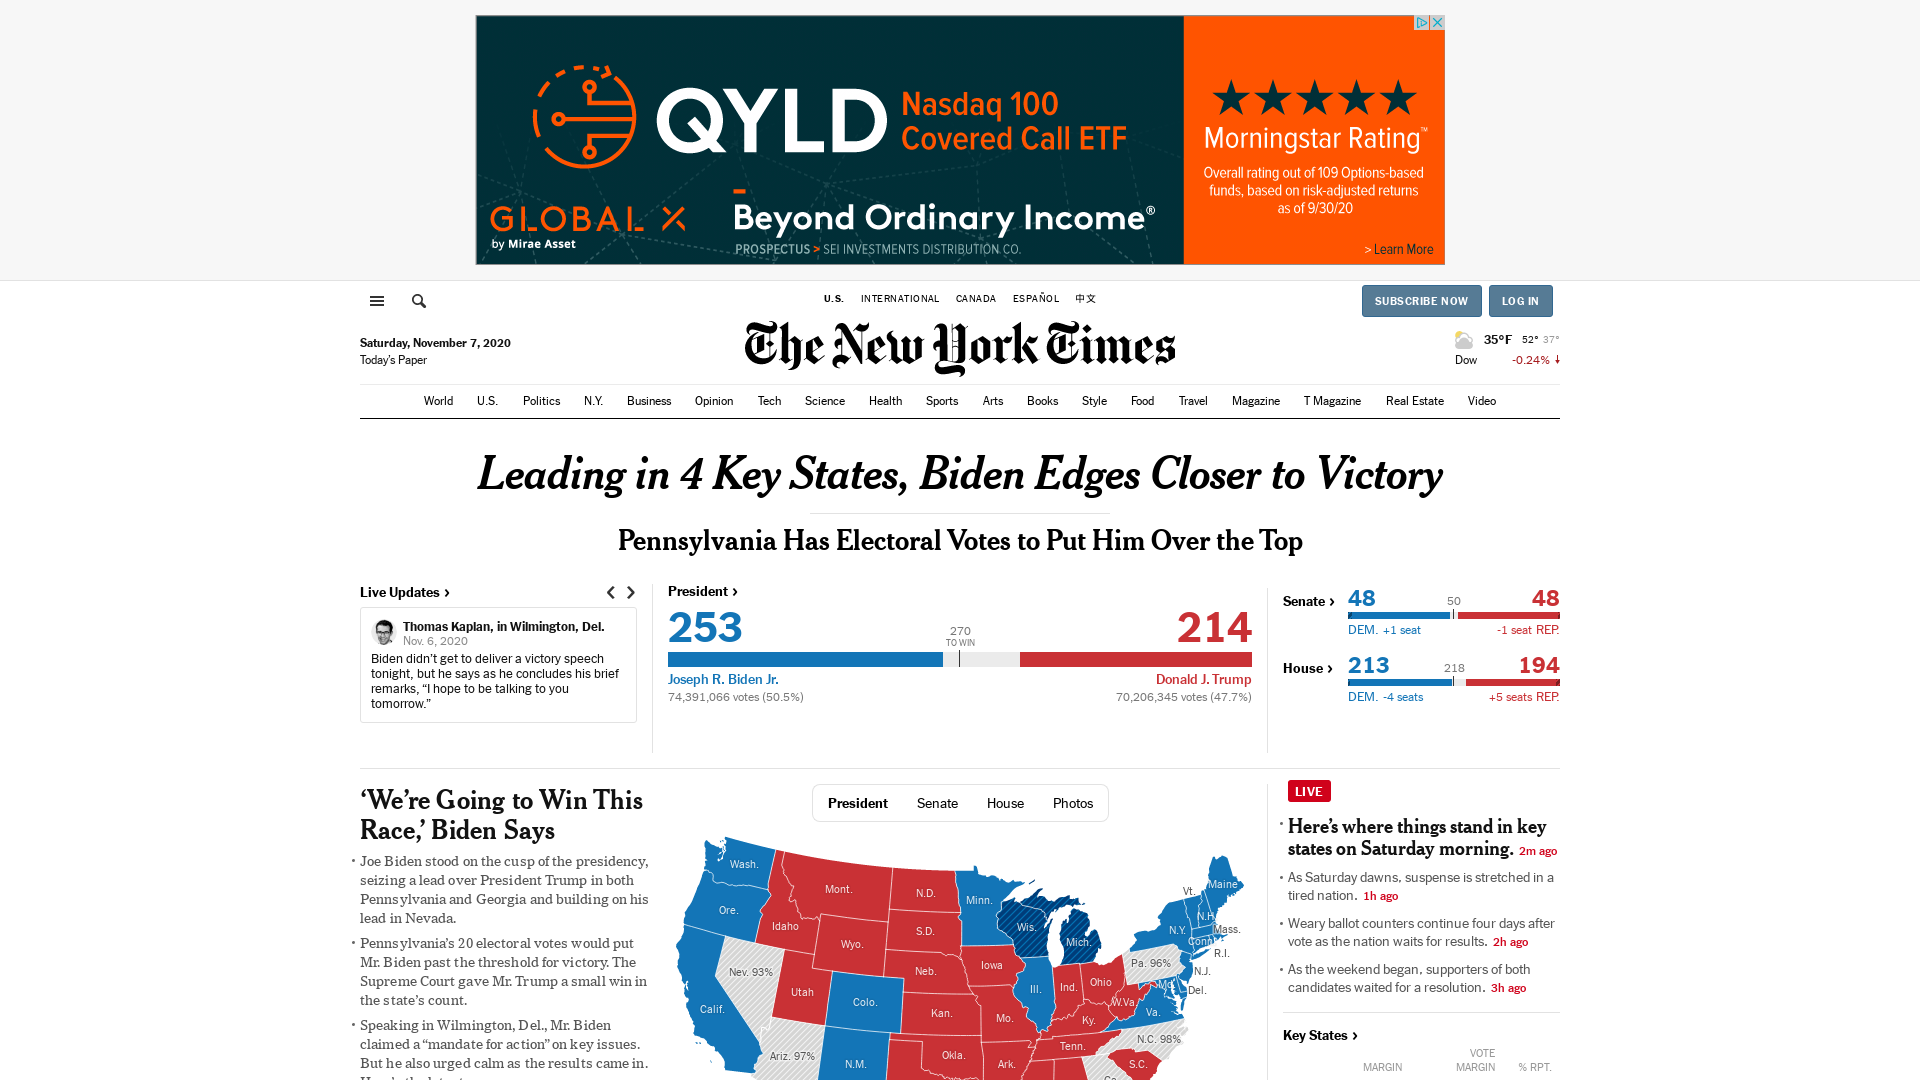 QYLD
Nasdaq 100
Covered Call ETF
GLOBAL X
by Mirae Asset
Beyond Ordinary Income®
PROSPECTUS > SEI INVESTMENTS DISTRIBUTION CO.
Morningstar Rating™
Overall rating out of 109 Options-based
funds, based on risk-adjusted returns
as of 9/30/20
> Learn More
U.S. INTERNATIONAL CANADA ESPAÑOL 中文
SUBSCRIBE NOW LOG IN
Saturday, November 7, 2020
Today's Paper
The New York Times
35°F 52° 37°
Dow -0.24%
World U.S. Politics N.Y. Business Opinion Tech Science Health Sports Arts Books Style Food Travel Magazine T Magazine Real Estate Video
Leading in 4 Key States, Biden Edges Closer to Victory
Pennsylvania Has Electoral Votes to Put Him Over the Top
Live Updates ›
Thomas Kaplan, in Wilmington, Del.
Nov. 6, 2020
Biden didn't get to deliver a victory speech
tonight, but he says as he concludes his brief
remarks, “I hope to be talking to you
tomorrow.”
President ›
253 214
270
TO WIN
Joseph R. Biden Jr. Donald J. Trump
74,391,066 votes (50.5%) 70,206,345 votes (47.7%)
Senate › 48 50 48
DEM. +1 seat -1 seat REP.
House › 213 218 194
DEM. -4 seats +5 seats REP.
‘We’re Going to Win This
Race,’ Biden Says
• Joe Biden stood on the cusp of the presidency,
seizing a lead over President Trump in both
Pennsylvania and Georgia and building on his
lead in Nevada.
• Pennsylvania’s 20 electoral votes would put
Mr. Biden past the threshold for victory. The
Supreme Court gave Mr. Trump a small win in
the state’s count.
• Speaking in Wilmington, Del., Mr. Biden
claimed a “mandate for action” on key issues.
But he also urged calm as the results came in.
President Senate House Photos
Wash.
Mont.
N.D.
Minn.
Vt.
Maine
Ore.
Idaho
S.D.
Wis.
Mich.
N.Y.
N.H.
Mass.
Conn.
R.I.
Wyo.
Nev. 93%
Neb.
Iowa
Pa. 96%
N.J.
Utah
Colo.
Ill.
Ind.
Ohio
W.Va.
Md.
Del.
Calif.
Kan.
Mo.
Ky.
Va.
Ariz. 97%
N.M.
Okla.
Ark.
Tenn.
N.C. 98%
S.C.
Ga.
LIVE
• Here’s where things stand in key
states on Saturday morning. 2m ago
• As Saturday dawns, suspense is stretched in a
tired nation. 1h ago
• Weary ballot counters continue four days after
vote as the nation waits for results. 2h ago
• As the weekend began, supporters of both
candidates waited for a resolution. 3h ago
Key States ›
VOTE
MARGIN MARGIN % RPT.